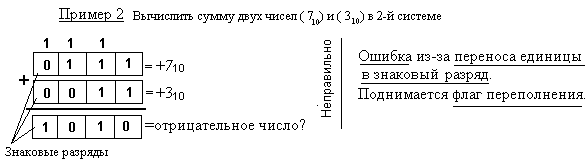 Пример 2 Вычислить сумму двух чисел ( 7₁₀) и ( 3₁₀) в 2-й системе
1 1 1
0 1 1 1 = +7₁₀
+
0 0 1 1 = +3₁₀
1 0 1 0 =отрицательное число?
Знаковые разряды
Неправильно
Ошибка из-за переноса единицы
в знаковый разряд.
Поднимается флаг переполнения.